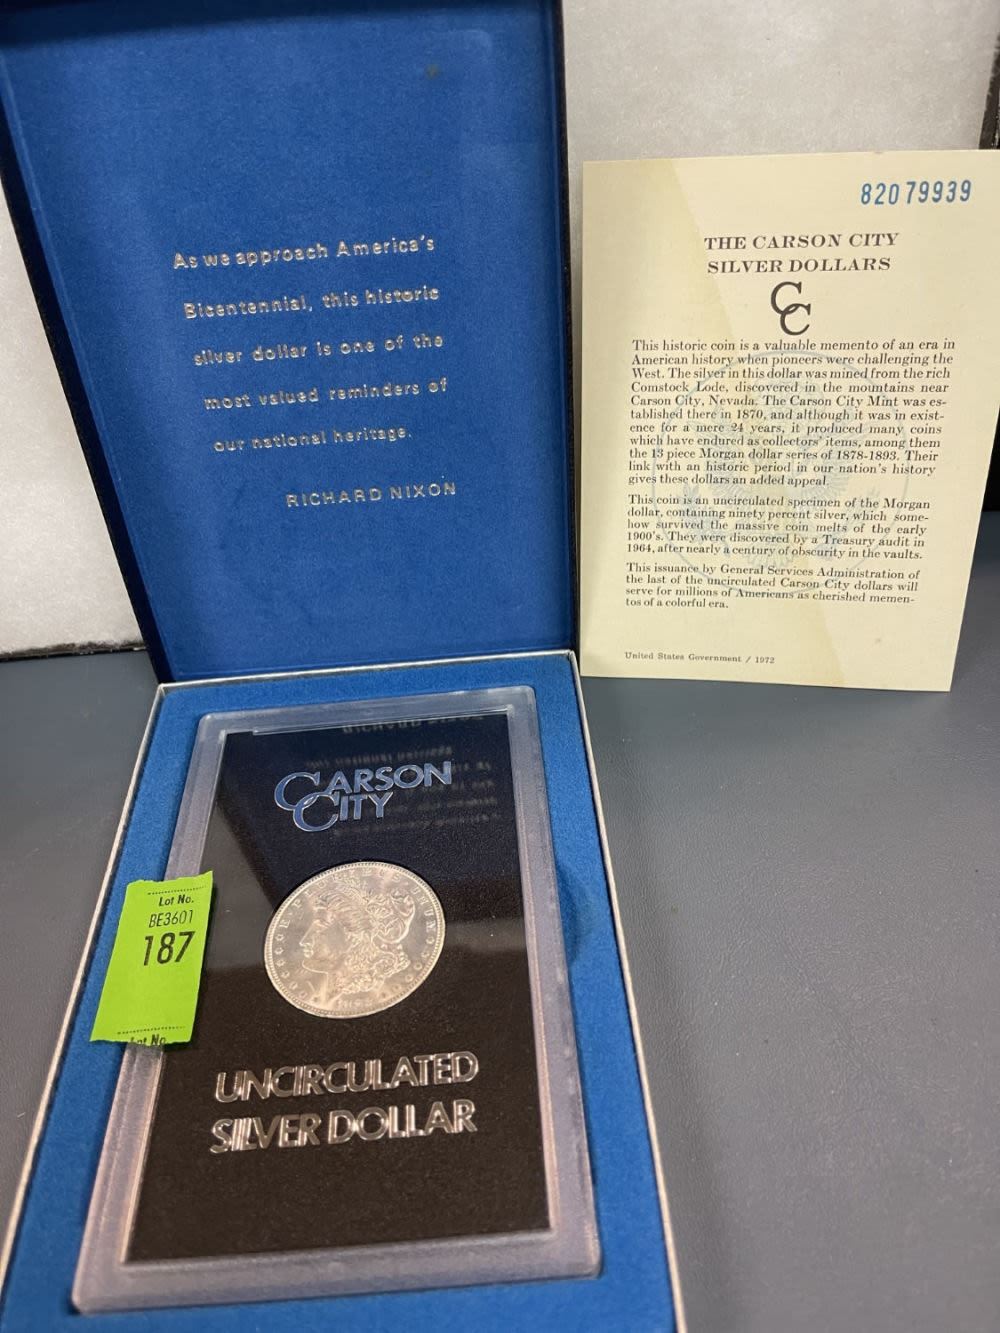 As we approach America's
Bicentennial, this historic
silver dollar is one of the
most valued reminders of
our national heritage.
RICHARD NIXON
82079939
THE CARSON CITY
SILVER DOLLARS
CC
This historic coin is a valuable memento of an era in
American history when pioneers were challenging the
West. The silver in this dollar was mined from the rich
Comstock Lode, discovered in the mountains near
Carson City, Nevada. The Carson City Mint was es-
tablished there in 1870, and although it was in exist-
ence for a mere 24 years, it produced many coins
which have endured as collectors' items, among them
the 13 piece Morgan dollar series of 1878-1893. Their
link with an historic period in our nation's history
gives these dollars an added appeal.
This coin is an uncirculated specimen of the Morgan
dollar, containing ninety percent silver, which some-
how survived the massive coin melts of the early
1900's. They were discovered by a Treasury audit in
1964, after nearly a century of obscurity in the vaults.
This issuance by General Services Administration of
the last of the uncirculated Carson City dollars will
serve for millions of Americans as cherished memen-
tos of a colorful era.
United States Government / 1972
CARSON
CITY
Lot No.
BE3601
187
Lot No.
E PLURIBUS UNUM
UNCIRCULATED
SILVER DOLLAR